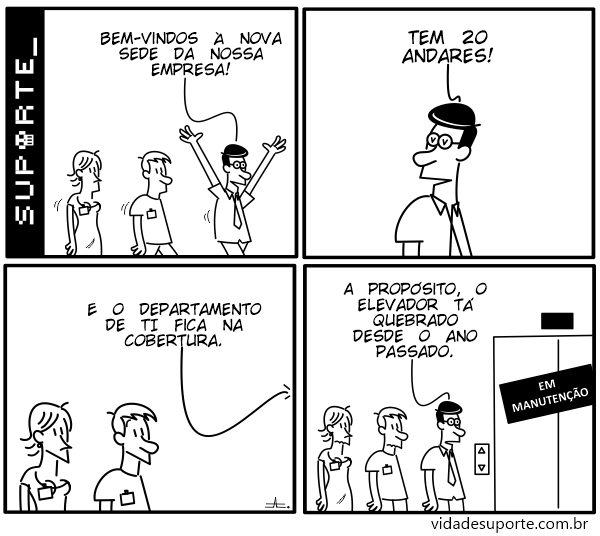 SUPORTE_
BEM-VINDOS À NOVA
SEDE DA NOSSA
EMPRESA!
TEM 20
ANDARES!
E O DEPARTAMENTO
DE TI FICA NA
COBERTURA.
A PROPÓSITO, O
ELEVADOR TÁ
QUEBRADO
DESDE O ANO
PASSADO.
EM
MANUTENÇÃO
vidadesuporte.com.br